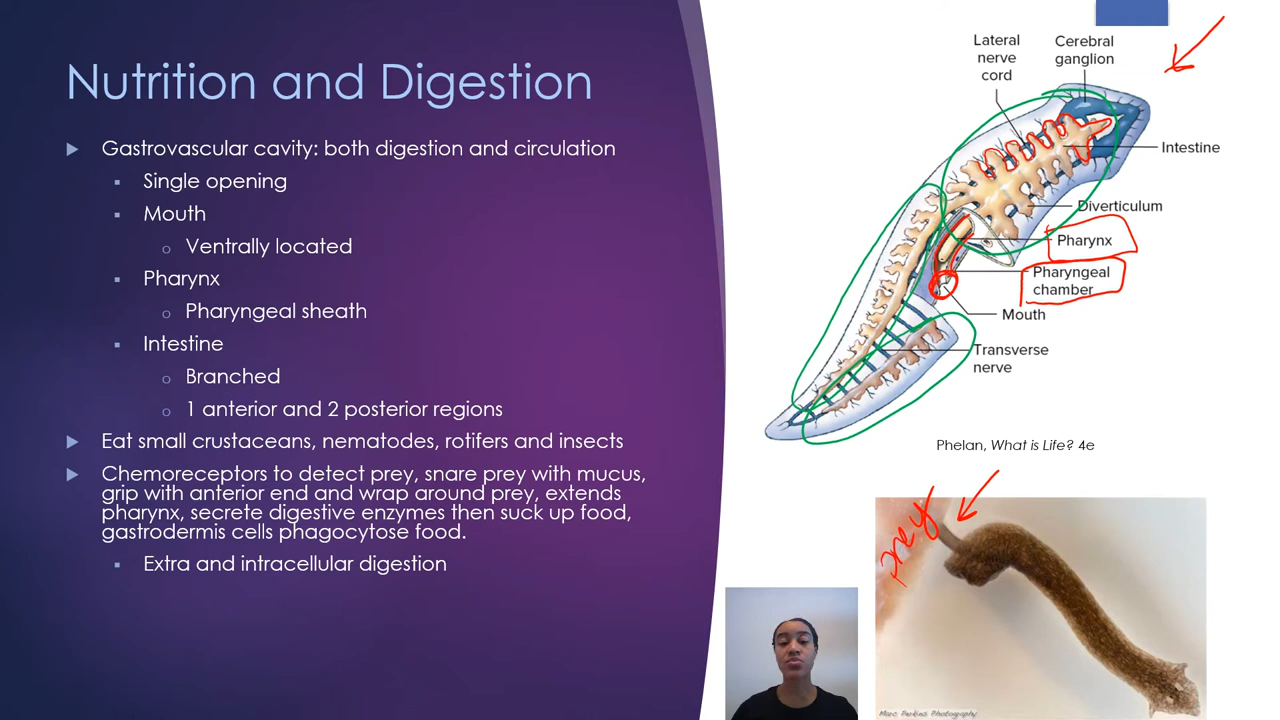 Nutrition and Digestion
Gastrovascular cavity: both digestion and circulation
Single opening
Mouth
Ventrally located
Pharynx
Pharyngeal sheath
Intestine
Branched
1 anterior and 2 posterior regions
Eat small crustaceans, nematodes, rotifers and insects
Chemoreceptors to detect prey, snare prey with mucus,
grip with anterior end and wrap around prey, extends
pharynx, secrete digestive enzymes then suck up food,
gastrodermis cells phagocytose food.
Extra and intracellular digestion
Lateral
nerve
cord
Cerebral
ganglion
Intestine
Diverticulum
Pharynx
Pharyngeal
chamber
Mouth
Transverse
nerve
Phelan, What is Life? 4e
prey
Marc Perkins Photography